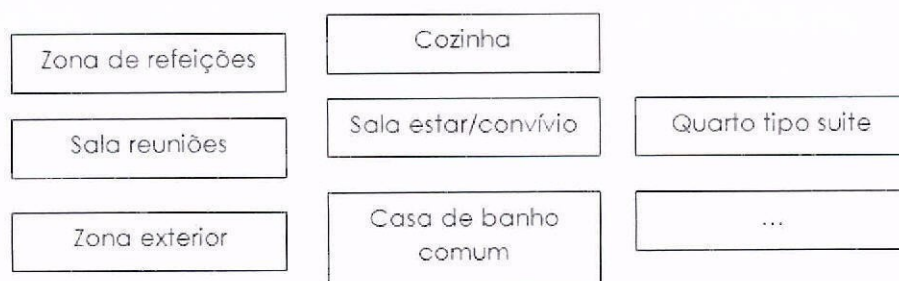 Zona de refeições
Cozinha
Sala reuniões
Sala estar/convívio
Quarto tipo suite
Zona exterior
Casa de banho
comum
...